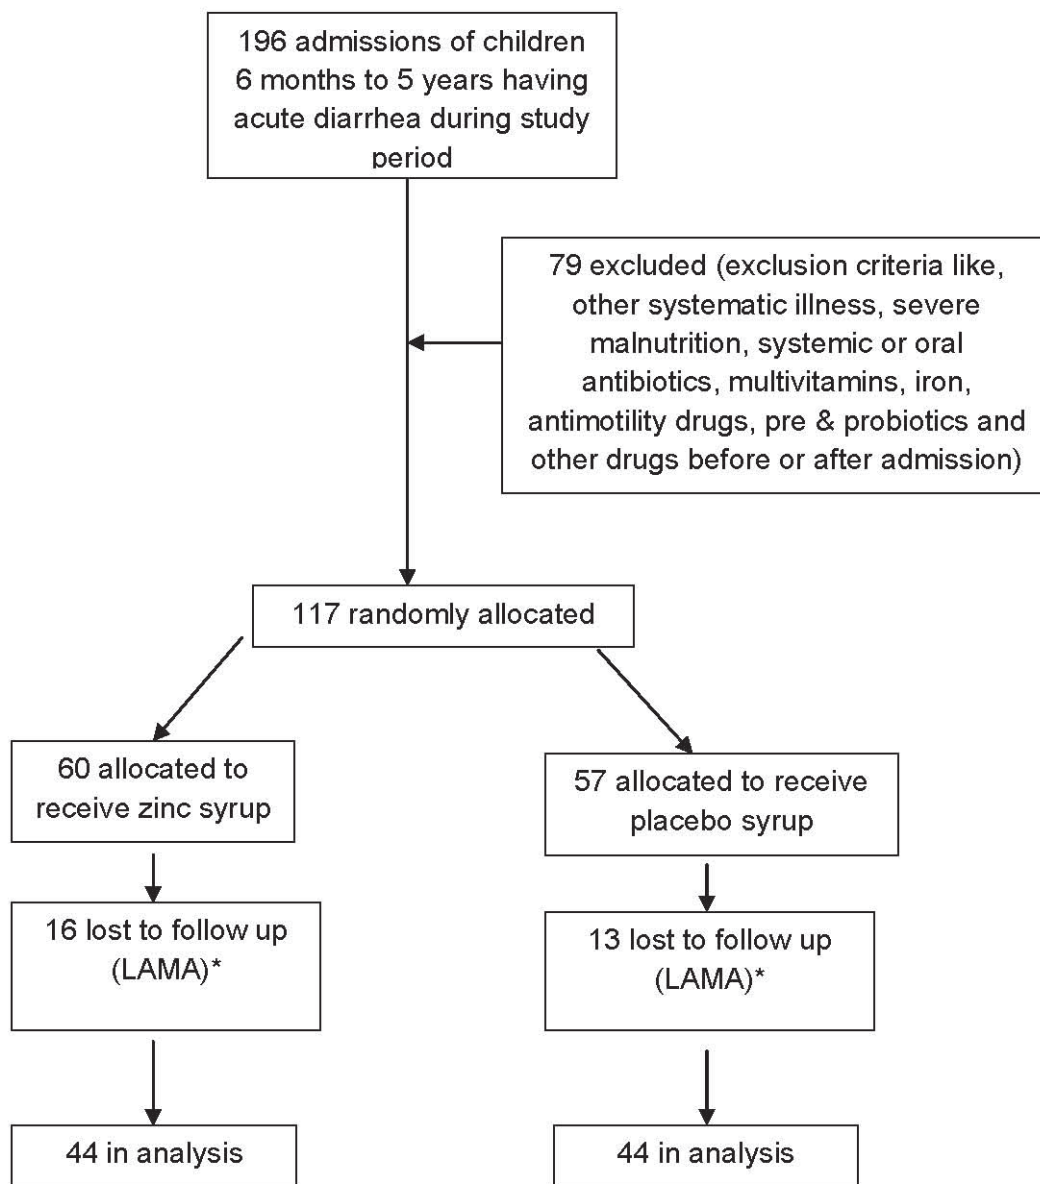 196 admissions of children
6 months to 5 years having
acute diarrhea during study
period
79 excluded (exclusion criteria like,
other systematic illness, severe
malnutrition, systemic or oral
antibiotics, multivitamins, iron,
antimotility drugs, pre & probiotics and
other drugs before or after admission)
117 randomly allocated
60 allocated to
receive zinc syrup
57 allocated to receive
placebo syrup
16 lost to follow up
(LAMA)*
13 lost to follow up
(LAMA)*
44 in analysis
44 in analysis